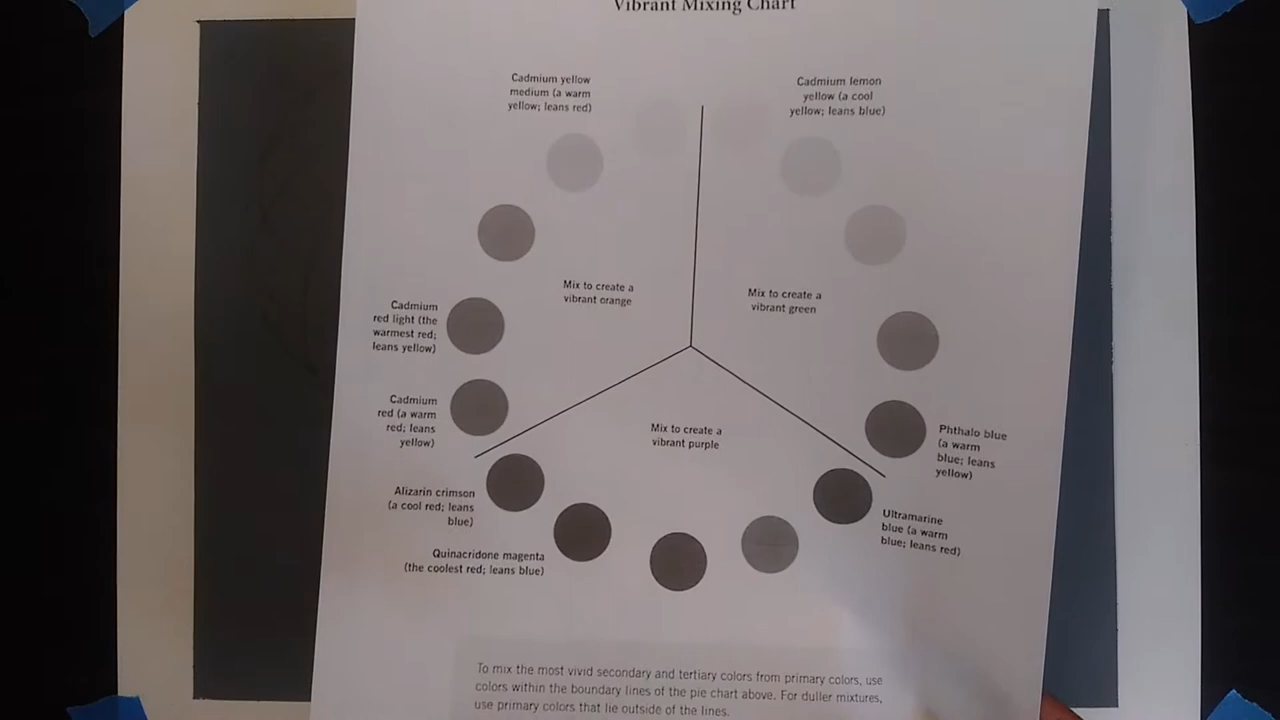 Vibrant Mixing Chart
Cadmium yellow
medium (a warm
yellow; leans red)
Cadmium lemon
yellow (a cool
yellow; leans blue)
Mix to create a
vibrant orange
Mix to create a
vibrant green
Cadmium
red light (the
warmest red;
leans yellow)
Cadmium
red (a warm
red; leans
yellow)
Mix to create a
vibrant purple
Phthalo blue
(a warm
blue; leans
yellow)
Alizarin crimson
(a cool red; leans
blue)
Ultramarine
blue (a warm
blue; leans red)
Quinacridone magenta
(the coolest red; leans blue)
To mix the most vivid secondary and tertiary colors from primary colors, use
colors within the boundary lines of the pie chart above. For duller mixtures,
use primary colors that lie outside of the lines.